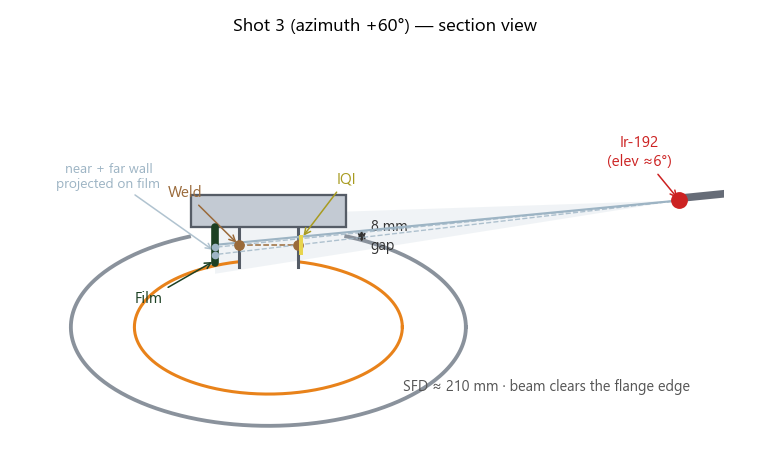 Shot 3 (azimuth +60°) — section view
Ir-192
(elev ≈6°)
near + far wall
projected on film
IQI
Weld
8 mm
gap
Film
SFD ≈ 210 mm · beam clears the flange edge